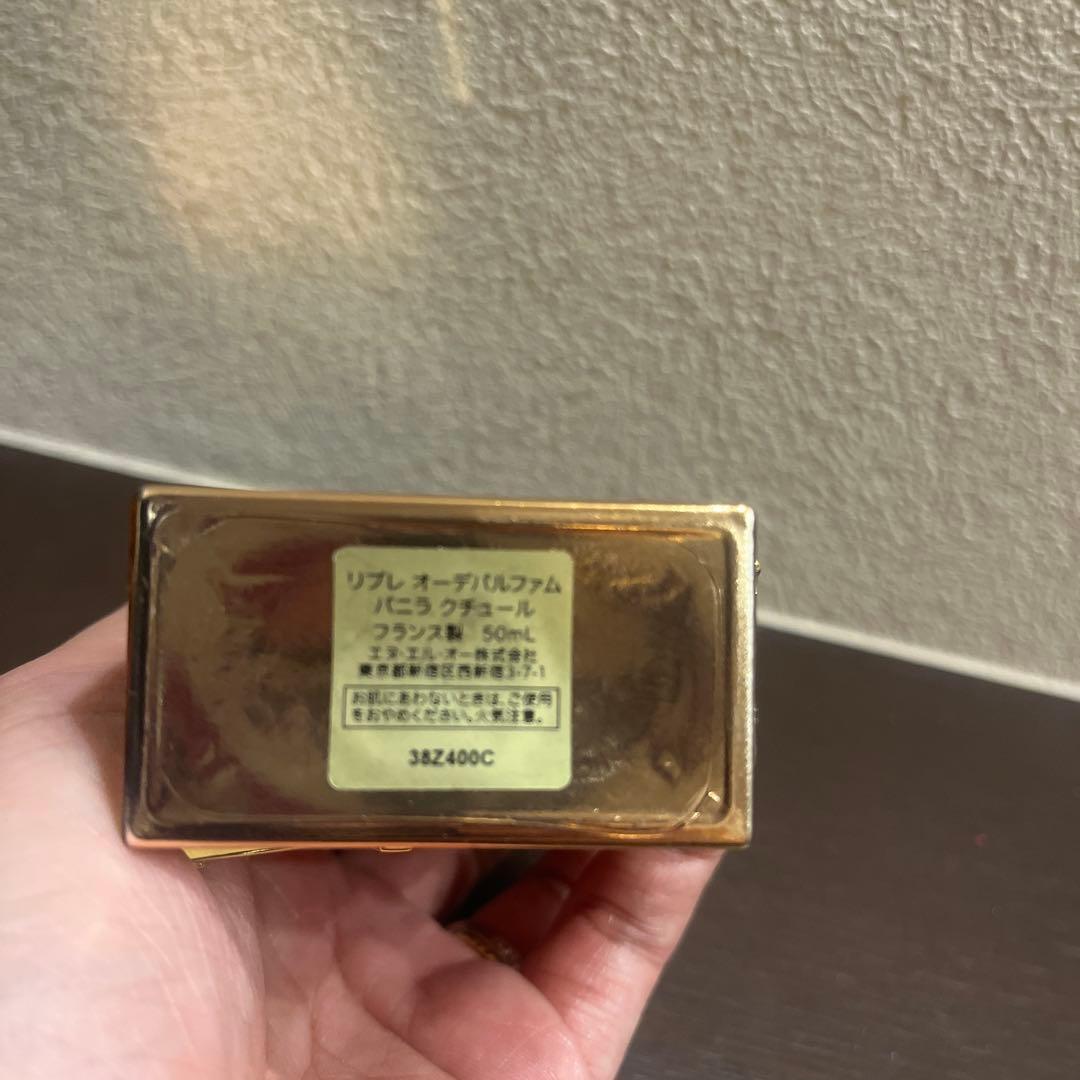 リブレ オーデパルファム
バニラ クチュール
フランス製 50mL
エヌ・エル・オー株式会社
東京都新宿区西新宿3-7-1
お肌にあわないときは、ご使用
をおやめください。火気注意。
38Z400C